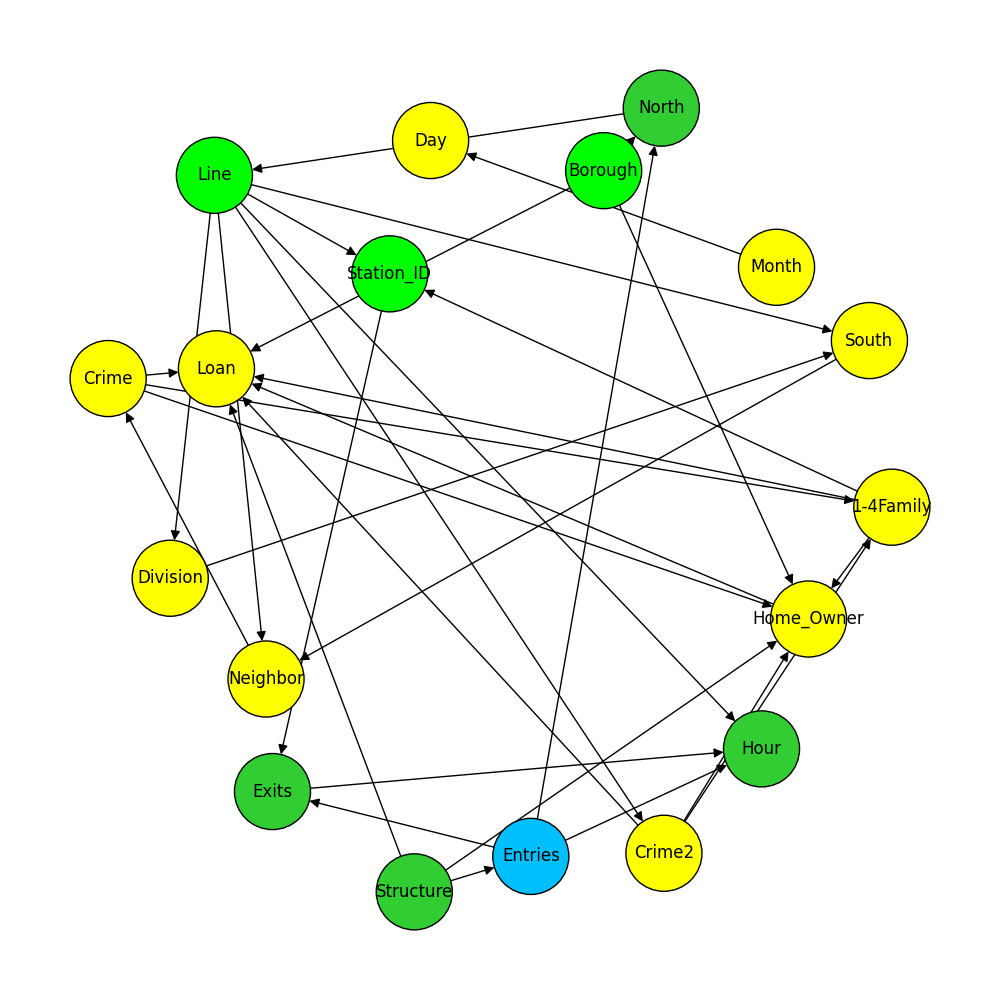 North
Day
Borough
Line
Month
Station_ID
South
Loan
Crime
1-4Family
Division
Home_Owner
Neighbor
Hour
Exits
Crime2
Entries
Structure